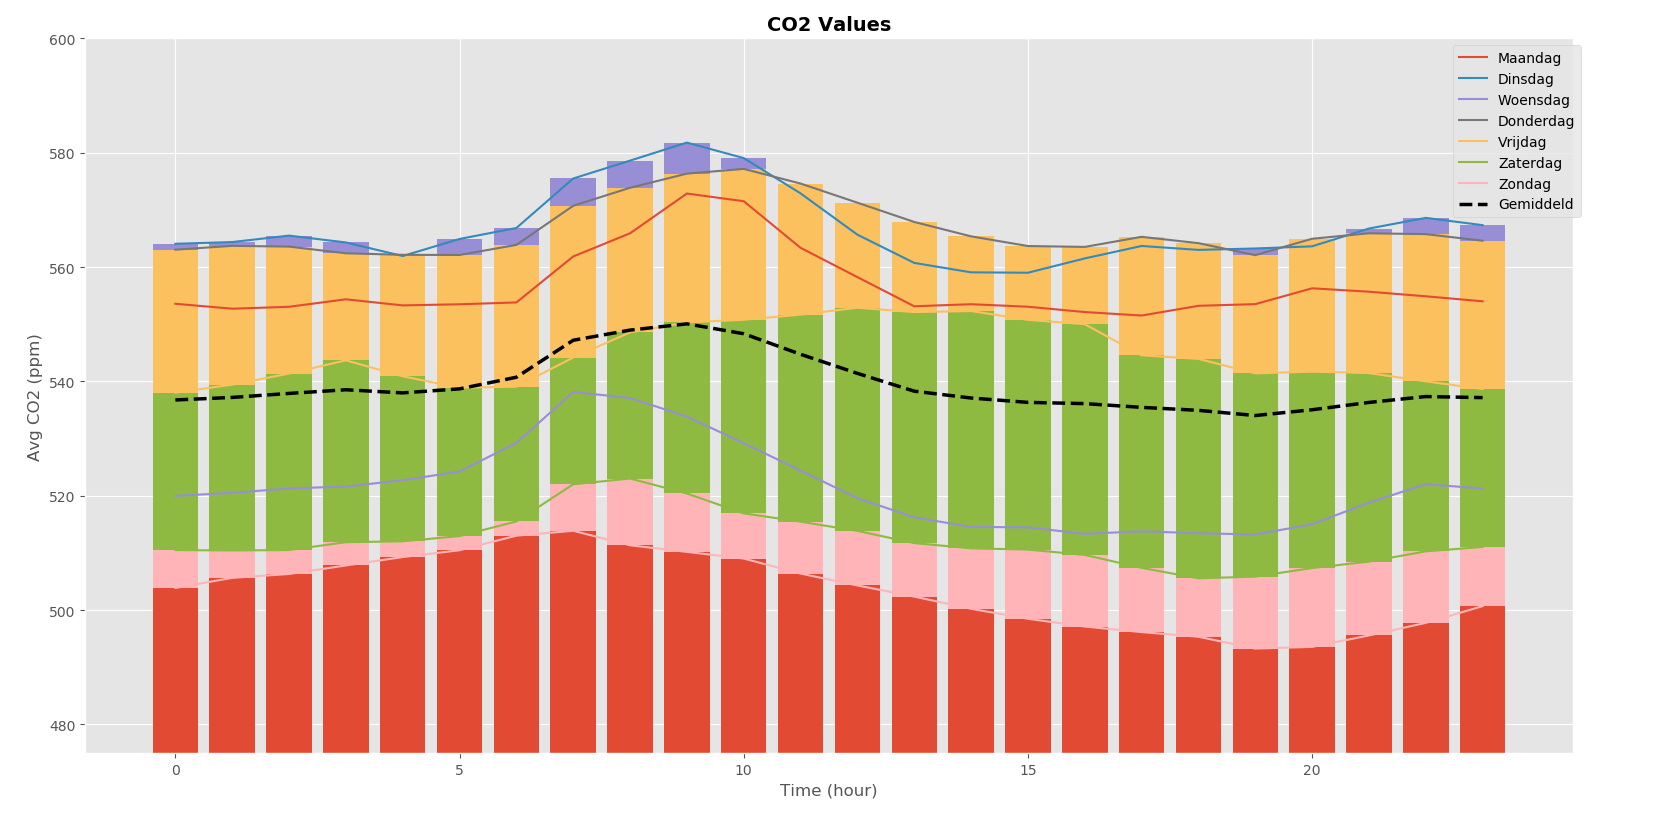 CO2 Values
600
580
560
540
520
500
480
Avg CO2 (ppm)
0
5
10
15
20
Time (hour)
Maandag
Dinsdag
Woensdag
Donderdag
Vrijdag
Zaterdag
Zondag
Gemiddeld